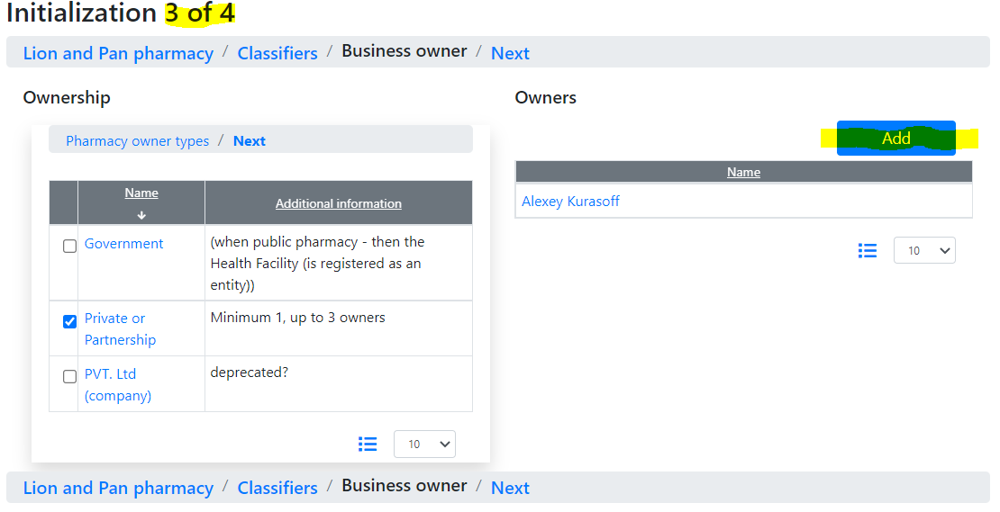 Initialization 3 of 4
Lion and Pan pharmacy / Classifiers / Business owner / Next
Ownership
Pharmacy owner types / Next
Name
Additional information
Government
(when public pharmacy - then the
Health Facility (is registered as an
entity))
Private or
Partnership
Minimum 1, up to 3 owners
PVT. Ltd
(company)
deprecated?
10
Owners
Add
Name
Alexey Kurasoff
10
Lion and Pan pharmacy / Classifiers / Business owner / Next